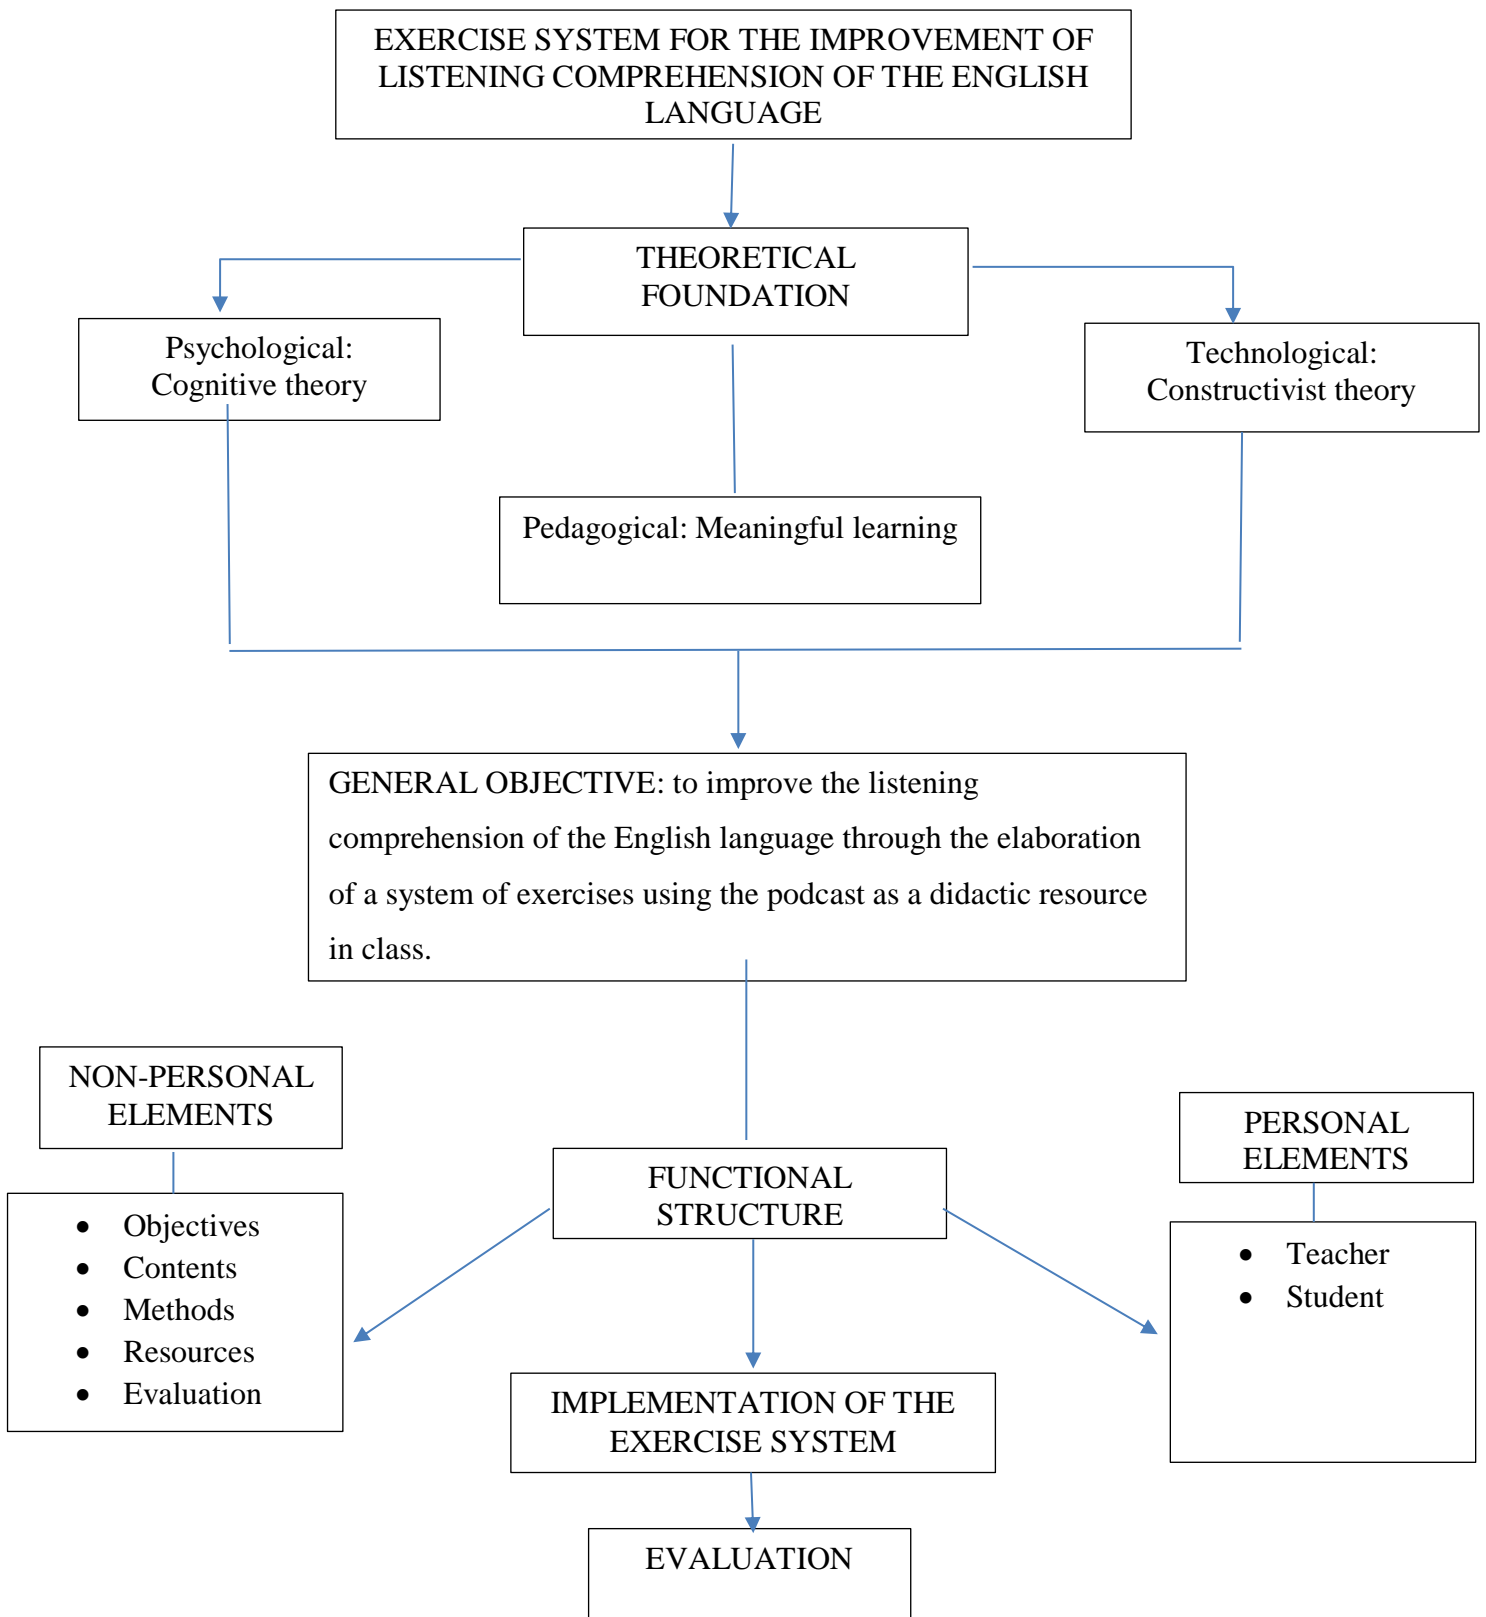 EXERCISE SYSTEM FOR THE IMPROVEMENT OF
LISTENING COMPREHENSION OF THE ENGLISH
LANGUAGE
THEORETICAL
FOUNDATION
Psychological:
Cognitive theory
Technological:
Constructivist theory
Pedagogical: Meaningful learning
GENERAL OBJECTIVE: to improve the listening
comprehension of the English language through the elaboration
of a system of exercises using the podcast as a didactic resource
in class.
NON-PERSONAL
ELEMENTS
• Objectives
• Contents
• Methods
• Resources
• Evaluation
FUNCTIONAL
STRUCTURE
PERSONAL
ELEMENTS
• Teacher
• Student
IMPLEMENTATION OF THE
EXERCISE SYSTEM
EVALUATION